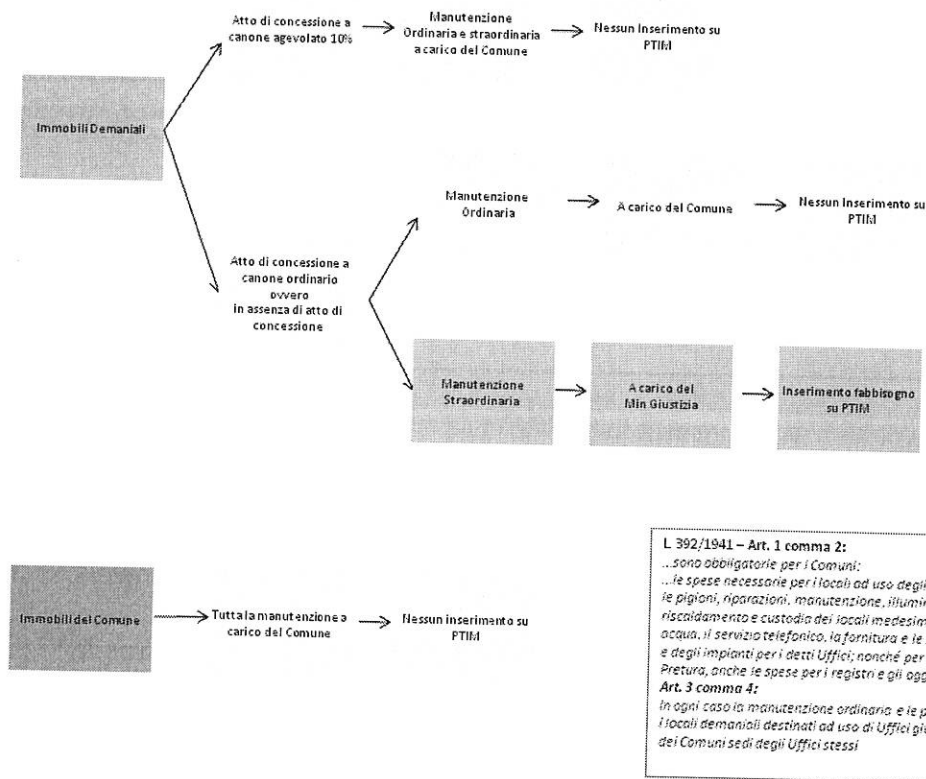 Atto di concessione a
canone agevolato 10%
Manutenzione
Ordinaria e straordinaria
a carico del Comune
Nessun Inserimento su
PTIM
Immobili Demaniali
Manutenzione
Ordinaria
A carico del Comune
Nessun Inserimento su
PTIM
Atto di concessione a
canone ordinario
ovvero
in assenza di atto di
concessione
Manutenzione
Straordinaria
A carico del
Min Giustizia
Inserimento fabbisogno
su PTIM
Immobili del Comune
Tutta la manutenzione a
carico del Comune
Nessun inserimento su
PTIM
L 392/1941 – Art. 1 comma 2:
...sono obbligatorie per i Comuni:
...le spese necessarie per i locali ad uso degli
le pigioni, riparazioni, manutenzione, illumin
riscaldamento e custodia dei locali medesim
acqua, il servizio telefonico, la fornitura e le
e degli impianti per i detti Uffici; nonché per
Pretura, anche le spese per i registri e gli ogg
Art. 3 comma 4:
In ogni caso la manutenzione ordinaria e le p
i locali demaniali destinati ad uso di Uffici giu
dei Comuni sedi degli Uffici stessi